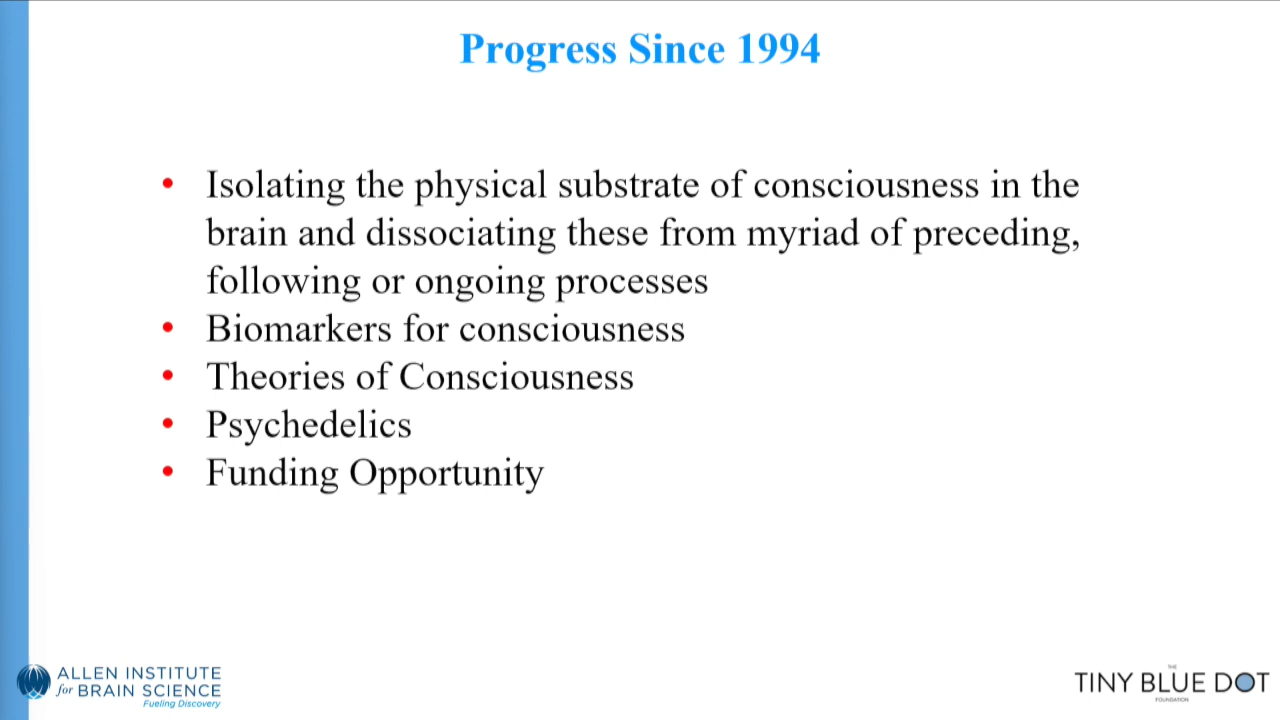 Progress Since 1994
• Isolating the physical substrate of consciousness in the
brain and dissociating these from myriad of preceding,
following or ongoing processes
• Biomarkers for consciousness
• Theories of Consciousness
• Psychedelics
• Funding Opportunity
ALLEN INSTITUTE
for BRAIN SCIENCE
Fueling Discovery
THE
TINY BLUE DOT
FOUNDATION